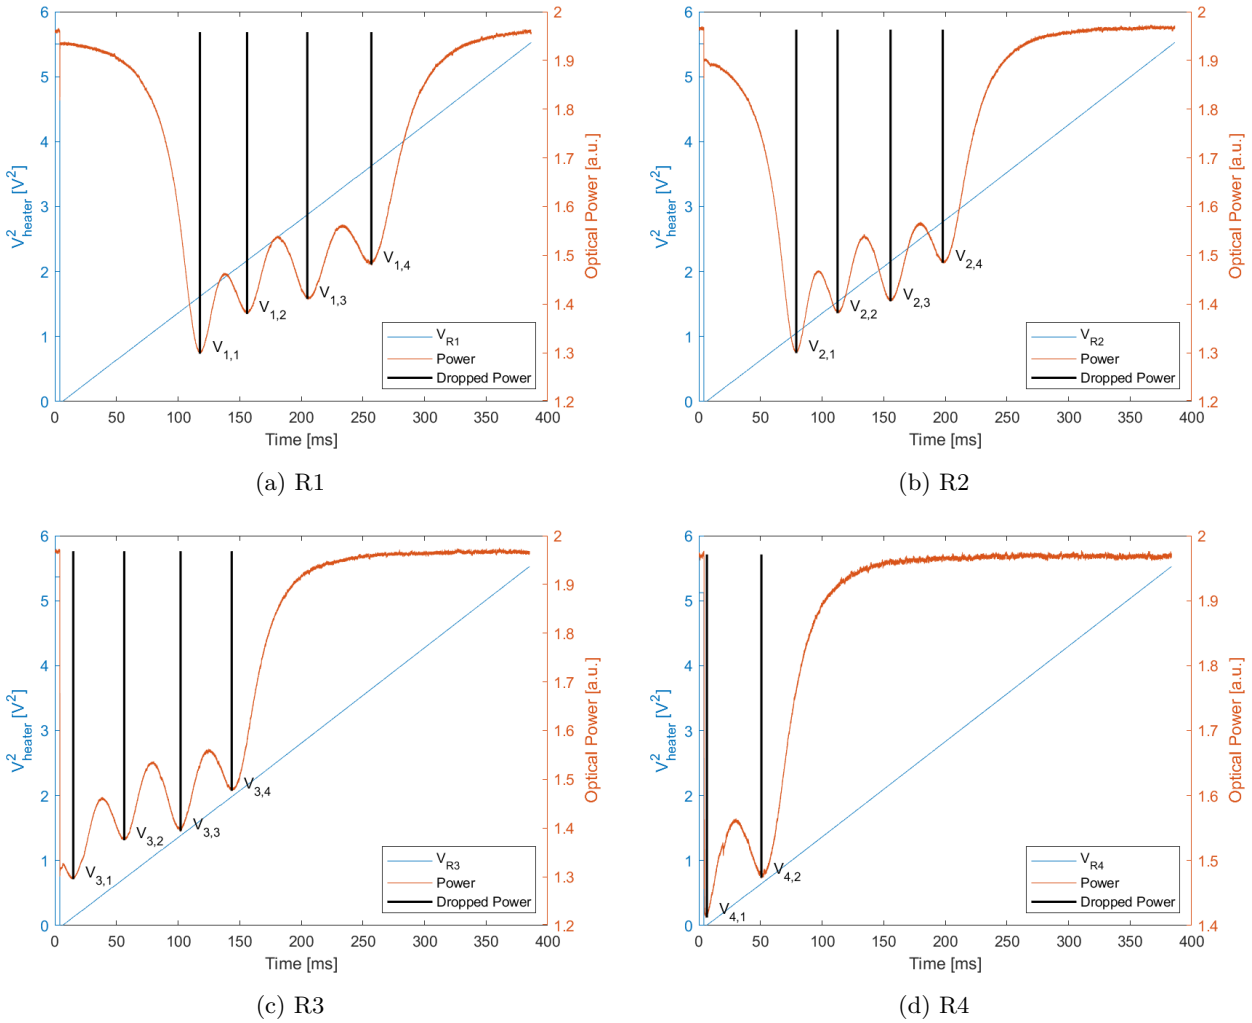 6 2 6 2
5 1.9 5 1.9
1.8 1.8
4 4
1.7 1.7
3 1.6 3 1.6
1.5 1.5
2 2
1.4 1.4
1 1.3 1 1.3
0 1.2 0 1.2
V²heater [V²] Optical Power [a.u.] V²heater [V²] Optical Power [a.u.]
V1,1 V1,2 V1,3 V1,4 V2,1 V2,2 V2,3 V2,4
VR1 VR2
Power Power
Dropped Power Dropped Power
0 50 100 150 200 250 300 350 400 0 50 100 150 200 250 300 350 400
Time [ms] Time [ms]
(a) R1 (b) R2
6 2 6 2
5 1.9 5 1.9
1.8
4 4 1.8
1.7
3 1.6 3 1.7
1.5
2 2 1.6
1.4
1 1.3 1 1.5
0 1.2 0 1.4
V²heater [V²] Optical Power [a.u.] V²heater [V²] Optical Power [a.u.]
V3,1 V3,2 V3,3 V3,4 V4,1 V4,2
VR3 VR4
Power Power
Dropped Power Dropped Power
0 50 100 150 200 250 300 350 400 0 50 100 150 200 250 300 350 400
Time [ms] Time [ms]
(c) R3 (d) R4